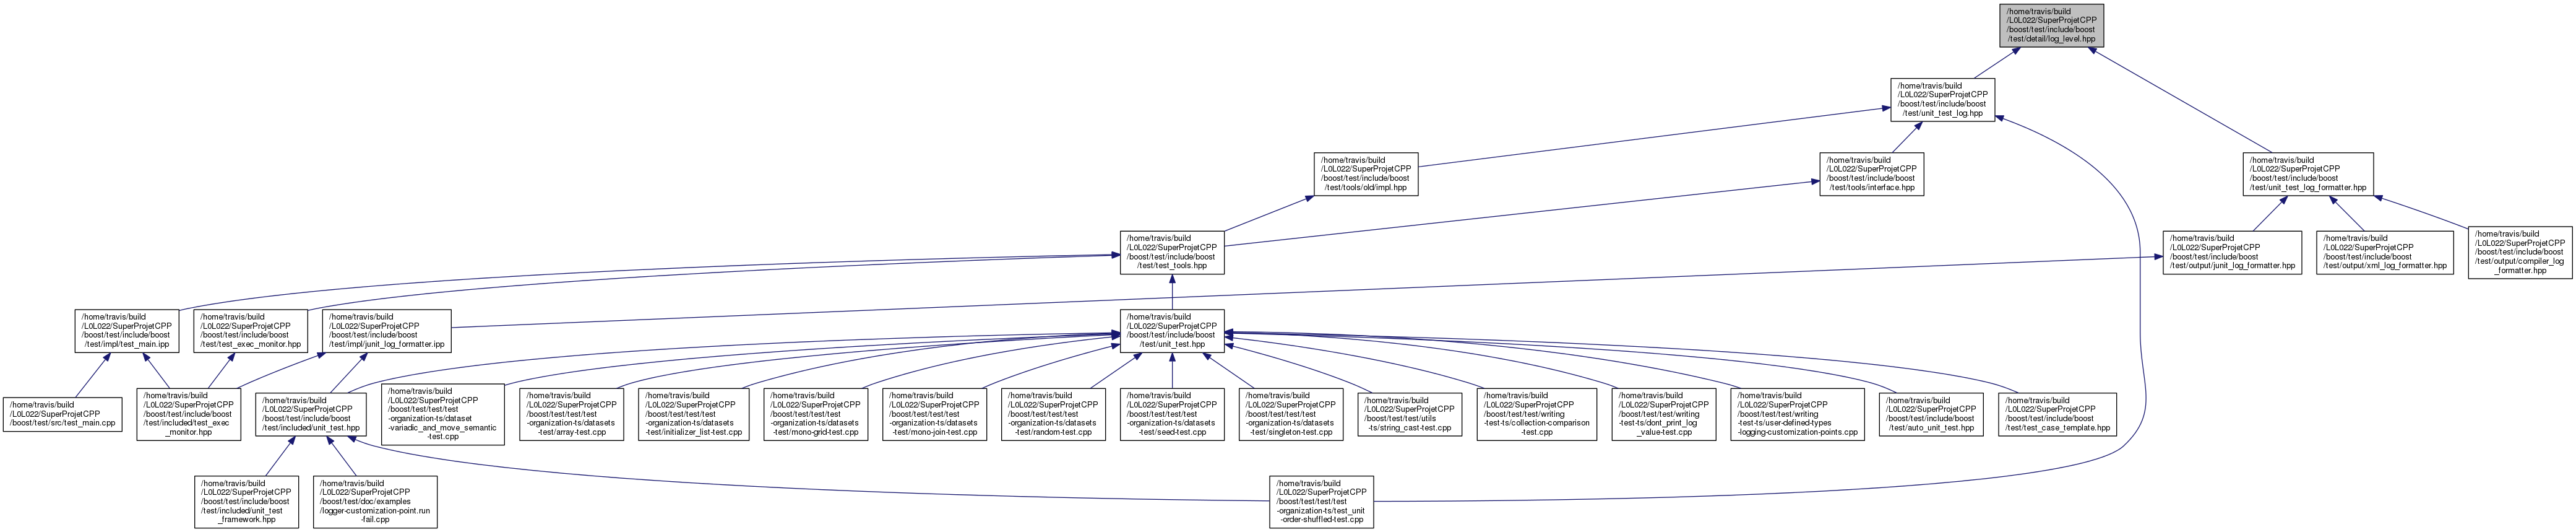 /home/travis/build
/L0L022/SuperProjetCPP
/boost/test/include/boost
/test/detail/log_level.hpp
/home/travis/build
/L0L022/SuperProjetCPP
/boost/test/include/boost
/test/unit_test_log.hpp
/home/travis/build
/L0L022/SuperProjetCPP
/boost/test/include/boost
/test/tools/old/impl.hpp
/home/travis/build
/L0L022/SuperProjetCPP
/boost/test/include/boost
/test/tools/interface.hpp
/home/travis/build
/L0L022/SuperProjetCPP
/boost/test/include/boost
/test/unit_test_log_formatter.hpp
/home/travis/build
/L0L022/SuperProjetCPP
/boost/test/include/boost
/test/test_tools.hpp
/home/travis/build
/L0L022/SuperProjetCPP
/boost/test/include/boost
/test/output/junit_log_formatter.hpp
/home/travis/build
/L0L022/SuperProjetCPP
/boost/test/include/boost
/test/output/xml_log_formatter.hpp
/home/travis/build
/L0L022/SuperProjetCPP
/boost/test/include/boost
/test/output/compiler_log
_formatter.hpp
/home/travis/build
/L0L022/SuperProjetCPP
/boost/test/include/boost
/test/impl/test_main.ipp
/home/travis/build
/L0L022/SuperProjetCPP
/boost/test/include/boost
/test/test_exec_monitor.hpp
/home/travis/build
/L0L022/SuperProjetCPP
/boost/test/include/boost
/test/impl/junit_log_formatter.ipp
/home/travis/build
/L0L022/SuperProjetCPP
/boost/test/include/boost
/test/unit_test.hpp
/home/travis/build
/L0L022/SuperProjetCPP
/boost/test/src/test_main.cpp
/home/travis/build
/L0L022/SuperProjetCPP
/boost/test/include/boost
/test/included/test_exec
_monitor.hpp
/home/travis/build
/L0L022/SuperProjetCPP
/boost/test/include/boost
/test/included/unit_test.hpp
/home/travis/build
/L0L022/SuperProjetCPP
/boost/test/test/test
-organization-ts/dataset
-variadic_and_move_semantic
-test.cpp
/home/travis/build
/L0L022/SuperProjetCPP
/boost/test/test/test
-organization-ts/datasets
-test/array-test.cpp
/home/travis/build
/L0L022/SuperProjetCPP
/boost/test/test/test
-organization-ts/datasets
-test/initializer_list-test.cpp
/home/travis/build
/L0L022/SuperProjetCPP
/boost/test/test/test
-organization-ts/datasets
-test/mono-grid-test.cpp
/home/travis/build
/L0L022/SuperProjetCPP
/boost/test/test/test
-organization-ts/datasets
-test/mono-join-test.cpp
/home/travis/build
/L0L022/SuperProjetCPP
/boost/test/test/test
-organization-ts/datasets
-test/random-test.cpp
/home/travis/build
/L0L022/SuperProjetCPP
/boost/test/test/test
-organization-ts/datasets
-test/seed-test.cpp
/home/travis/build
/L0L022/SuperProjetCPP
/boost/test/test/test
-organization-ts/datasets
-test/singleton-test.cpp
/home/travis/build
/L0L022/SuperProjetCPP
/boost/test/test/utils
-ts/string_cast-test.cpp
/home/travis/build
/L0L022/SuperProjetCPP
/boost/test/test/writing
-test-ts/collection-comparison
-test.cpp
/home/travis/build
/L0L022/SuperProjetCPP
/boost/test/test/writing
-test-ts/dont_print_log
_value-test.cpp
/home/travis/build
/L0L022/SuperProjetCPP
/boost/test/test/writing
-test-ts/user-defined-types
-logging-customization-points.cpp
/home/travis/build
/L0L022/SuperProjetCPP
/boost/test/include/boost
/test/auto_unit_test.hpp
/home/travis/build
/L0L022/SuperProjetCPP
/boost/test/include/boost
/test/test_case_template.hpp
/home/travis/build
/L0L022/SuperProjetCPP
/boost/test/include/boost
/test/included/unit_test
_framework.hpp
/home/travis/build
/L0L022/SuperProjetCPP
/boost/test/doc/examples
/logger-customization-point.run
-fail.cpp
/home/travis/build
/L0L022/SuperProjetCPP
/boost/test/test/test
-organization-ts/test_unit
-order-shuffled-test.cpp